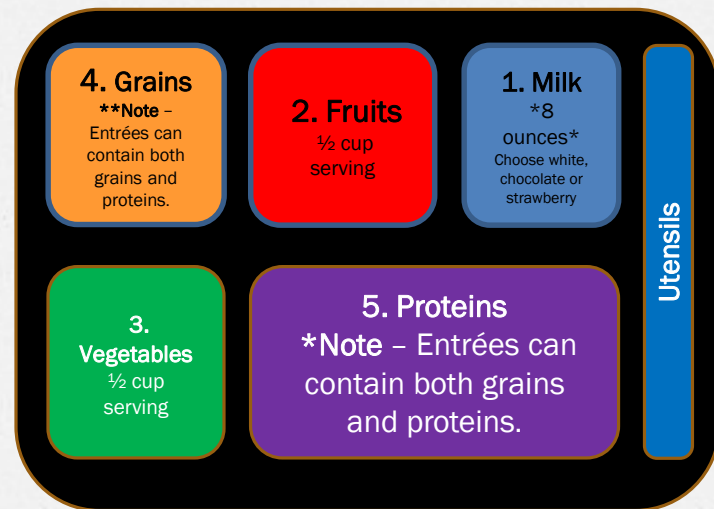 4. Grains
**Note –
Entrées can
contain both
grains and
proteins.
2. Fruits
½ cup
serving
1. Milk
*8
ounces*
Choose white,
chocolate or
strawberry
Utensils
3.
Vegetables
½ cup
serving
5. Proteins
*Note – Entrées can
contain both grains
and proteins.